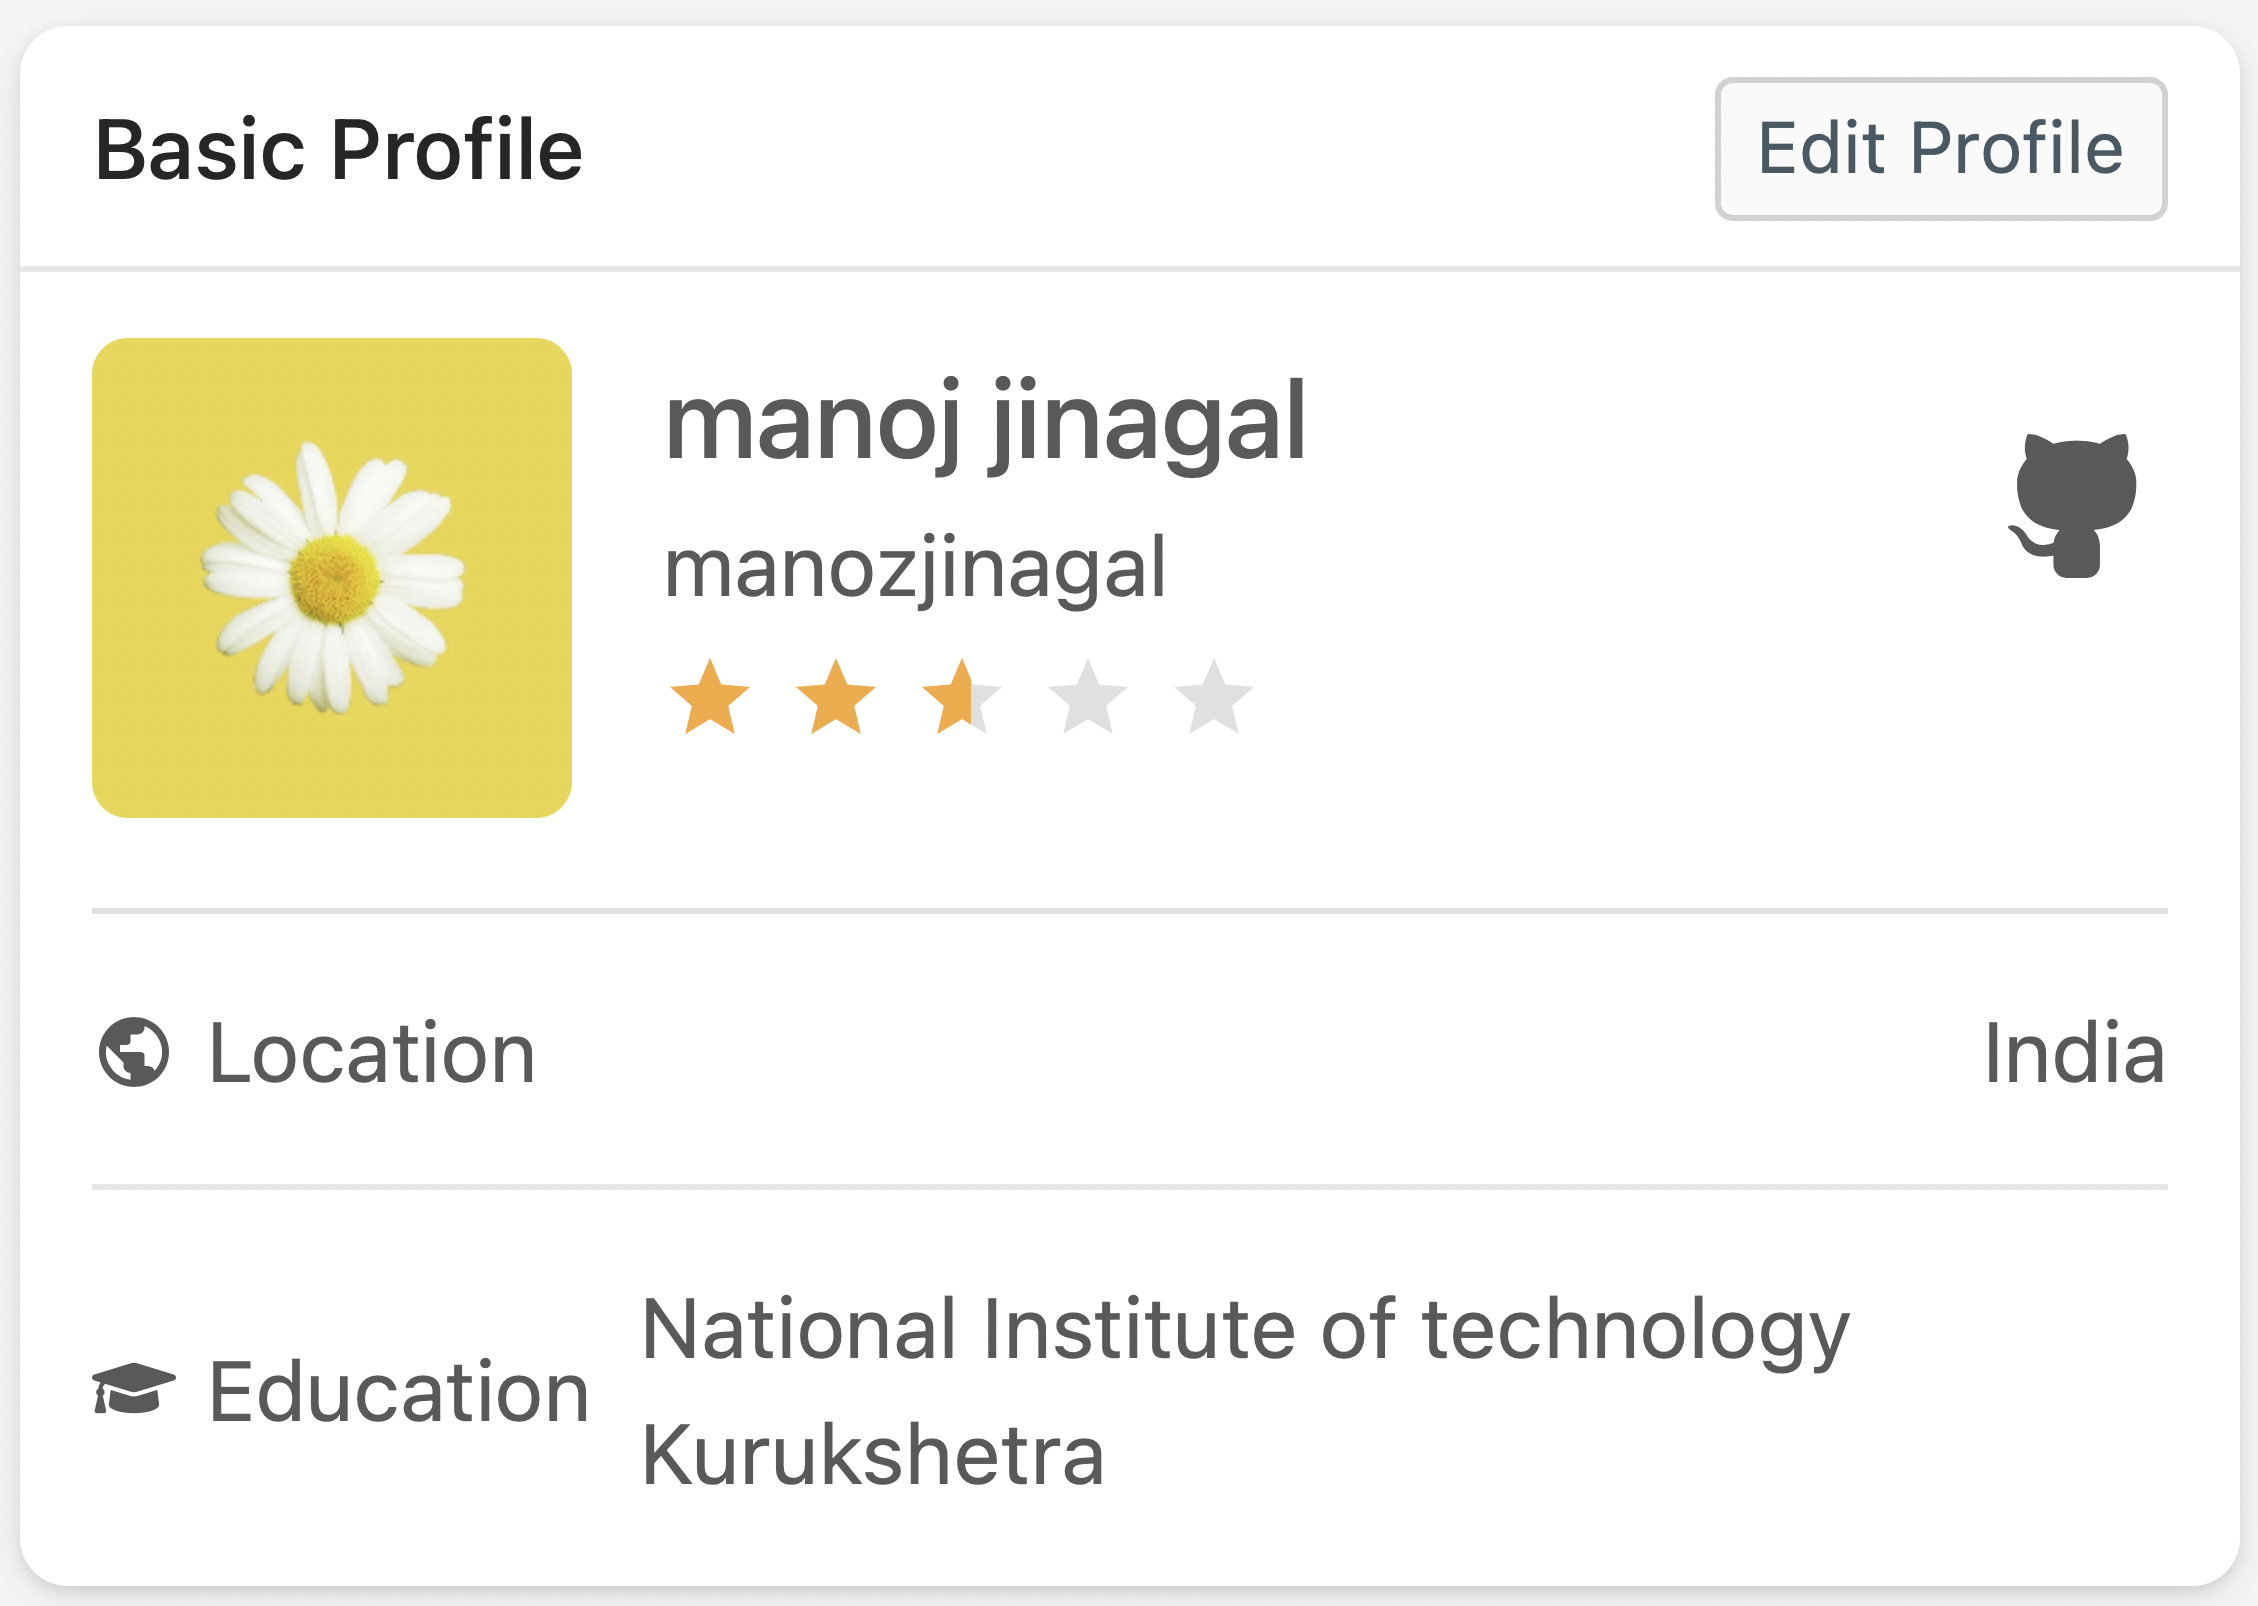 Basic Profile
Edit Profile
manoj jinagal
manozjinagal
Location
India
Education
National Institute of technology
Kurukshetra